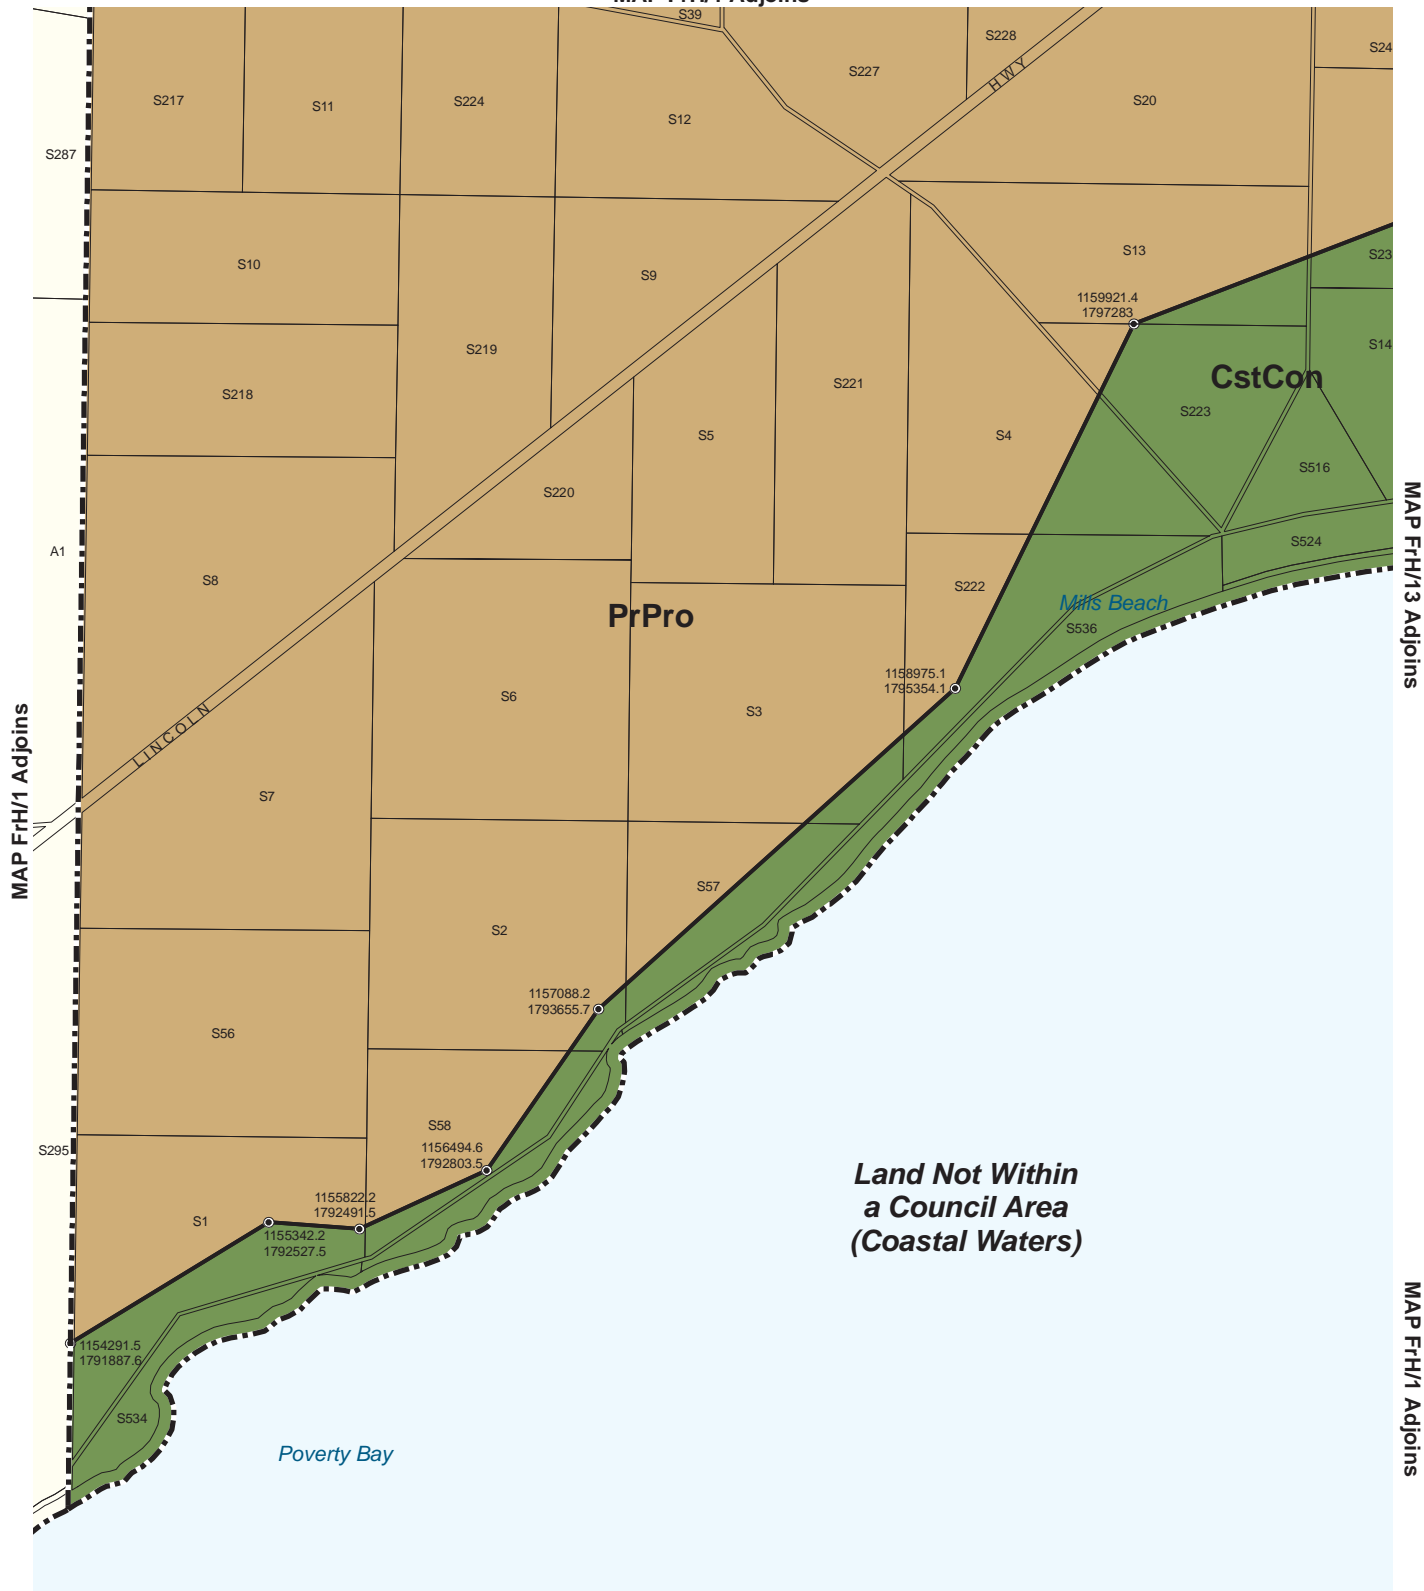 MAP FrH/1 Adjoins
S39
S228
S24
S227
HWY
S217
S11
S224
S20
S12
S287
S13
S23
S10
S9
1159921.4
1797283
S14
S219
CstCon
S221
S218
S223
S5
S4
S516
S220
S524
A1
S8
S222
Mills Beach
PrPro
S536
MAP FrH/13 Adjoins
1158975.1
1795354.1
S6
S3
LINCOLN
MAP FrH/1 Adjoins
S7
S57
S2
1157088.2
1793655.7
S56
S58
1156494.6
1792803.5
S295
Land Not Within
a Council Area
(Coastal Waters)
1155822.2
1792491.5
S1
1155342.2
1792527.5
1154291.5
1791887.6
MAP FrH/1 Adjoins
S534
Poverty Bay